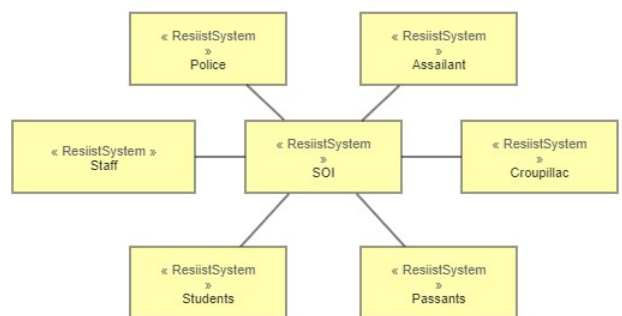 « ResiistSystem
»
Police
« ResiistSystem
»
Assailant
« ResiistSystem »
Staff
« ResiistSystem
»
SOI
« ResiistSystem
»
Croupillac
« ResiistSystem
»
Students
« ResiistSystem
»
Passants